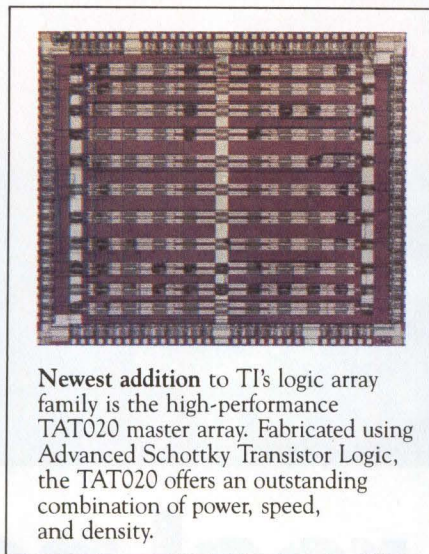 Newest addition to TI's logic array
family is the high-performance
TAT020 master array. Fabricated using
Advanced Schottky Transistor Logic,
the TAT020 offers an outstanding
combination of power, speed,
and density.